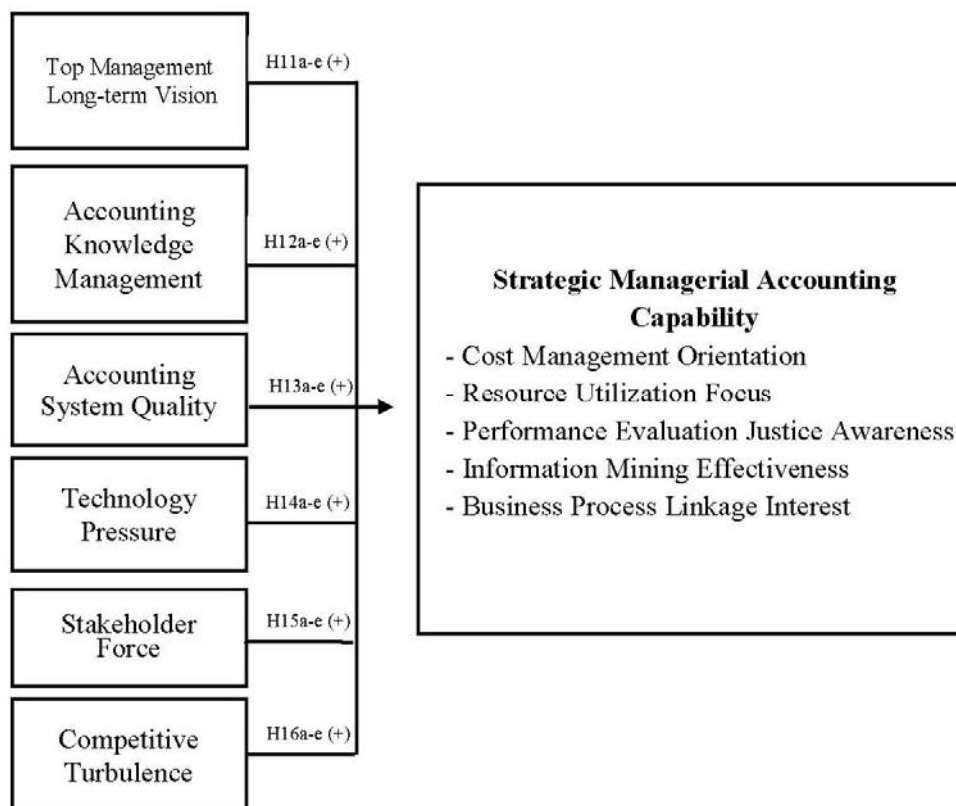 Top Management
Long-term Vision
H11a-e (+)
Accounting
Knowledge
Management
H12a-e (+)
Accounting
System Quality
H13a-e (+)
Technology
Pressure
H14a-e (+)
Stakeholder
Force
H15a-e (+)
Competitive
Turbulence
H16a-e (+)
Strategic Managerial Accounting
Capability
- Cost Management Orientation
- Resource Utilization Focus
- Performance Evaluation Justice Awareness
- Information Mining Effectiveness
- Business Process Linkage Interest